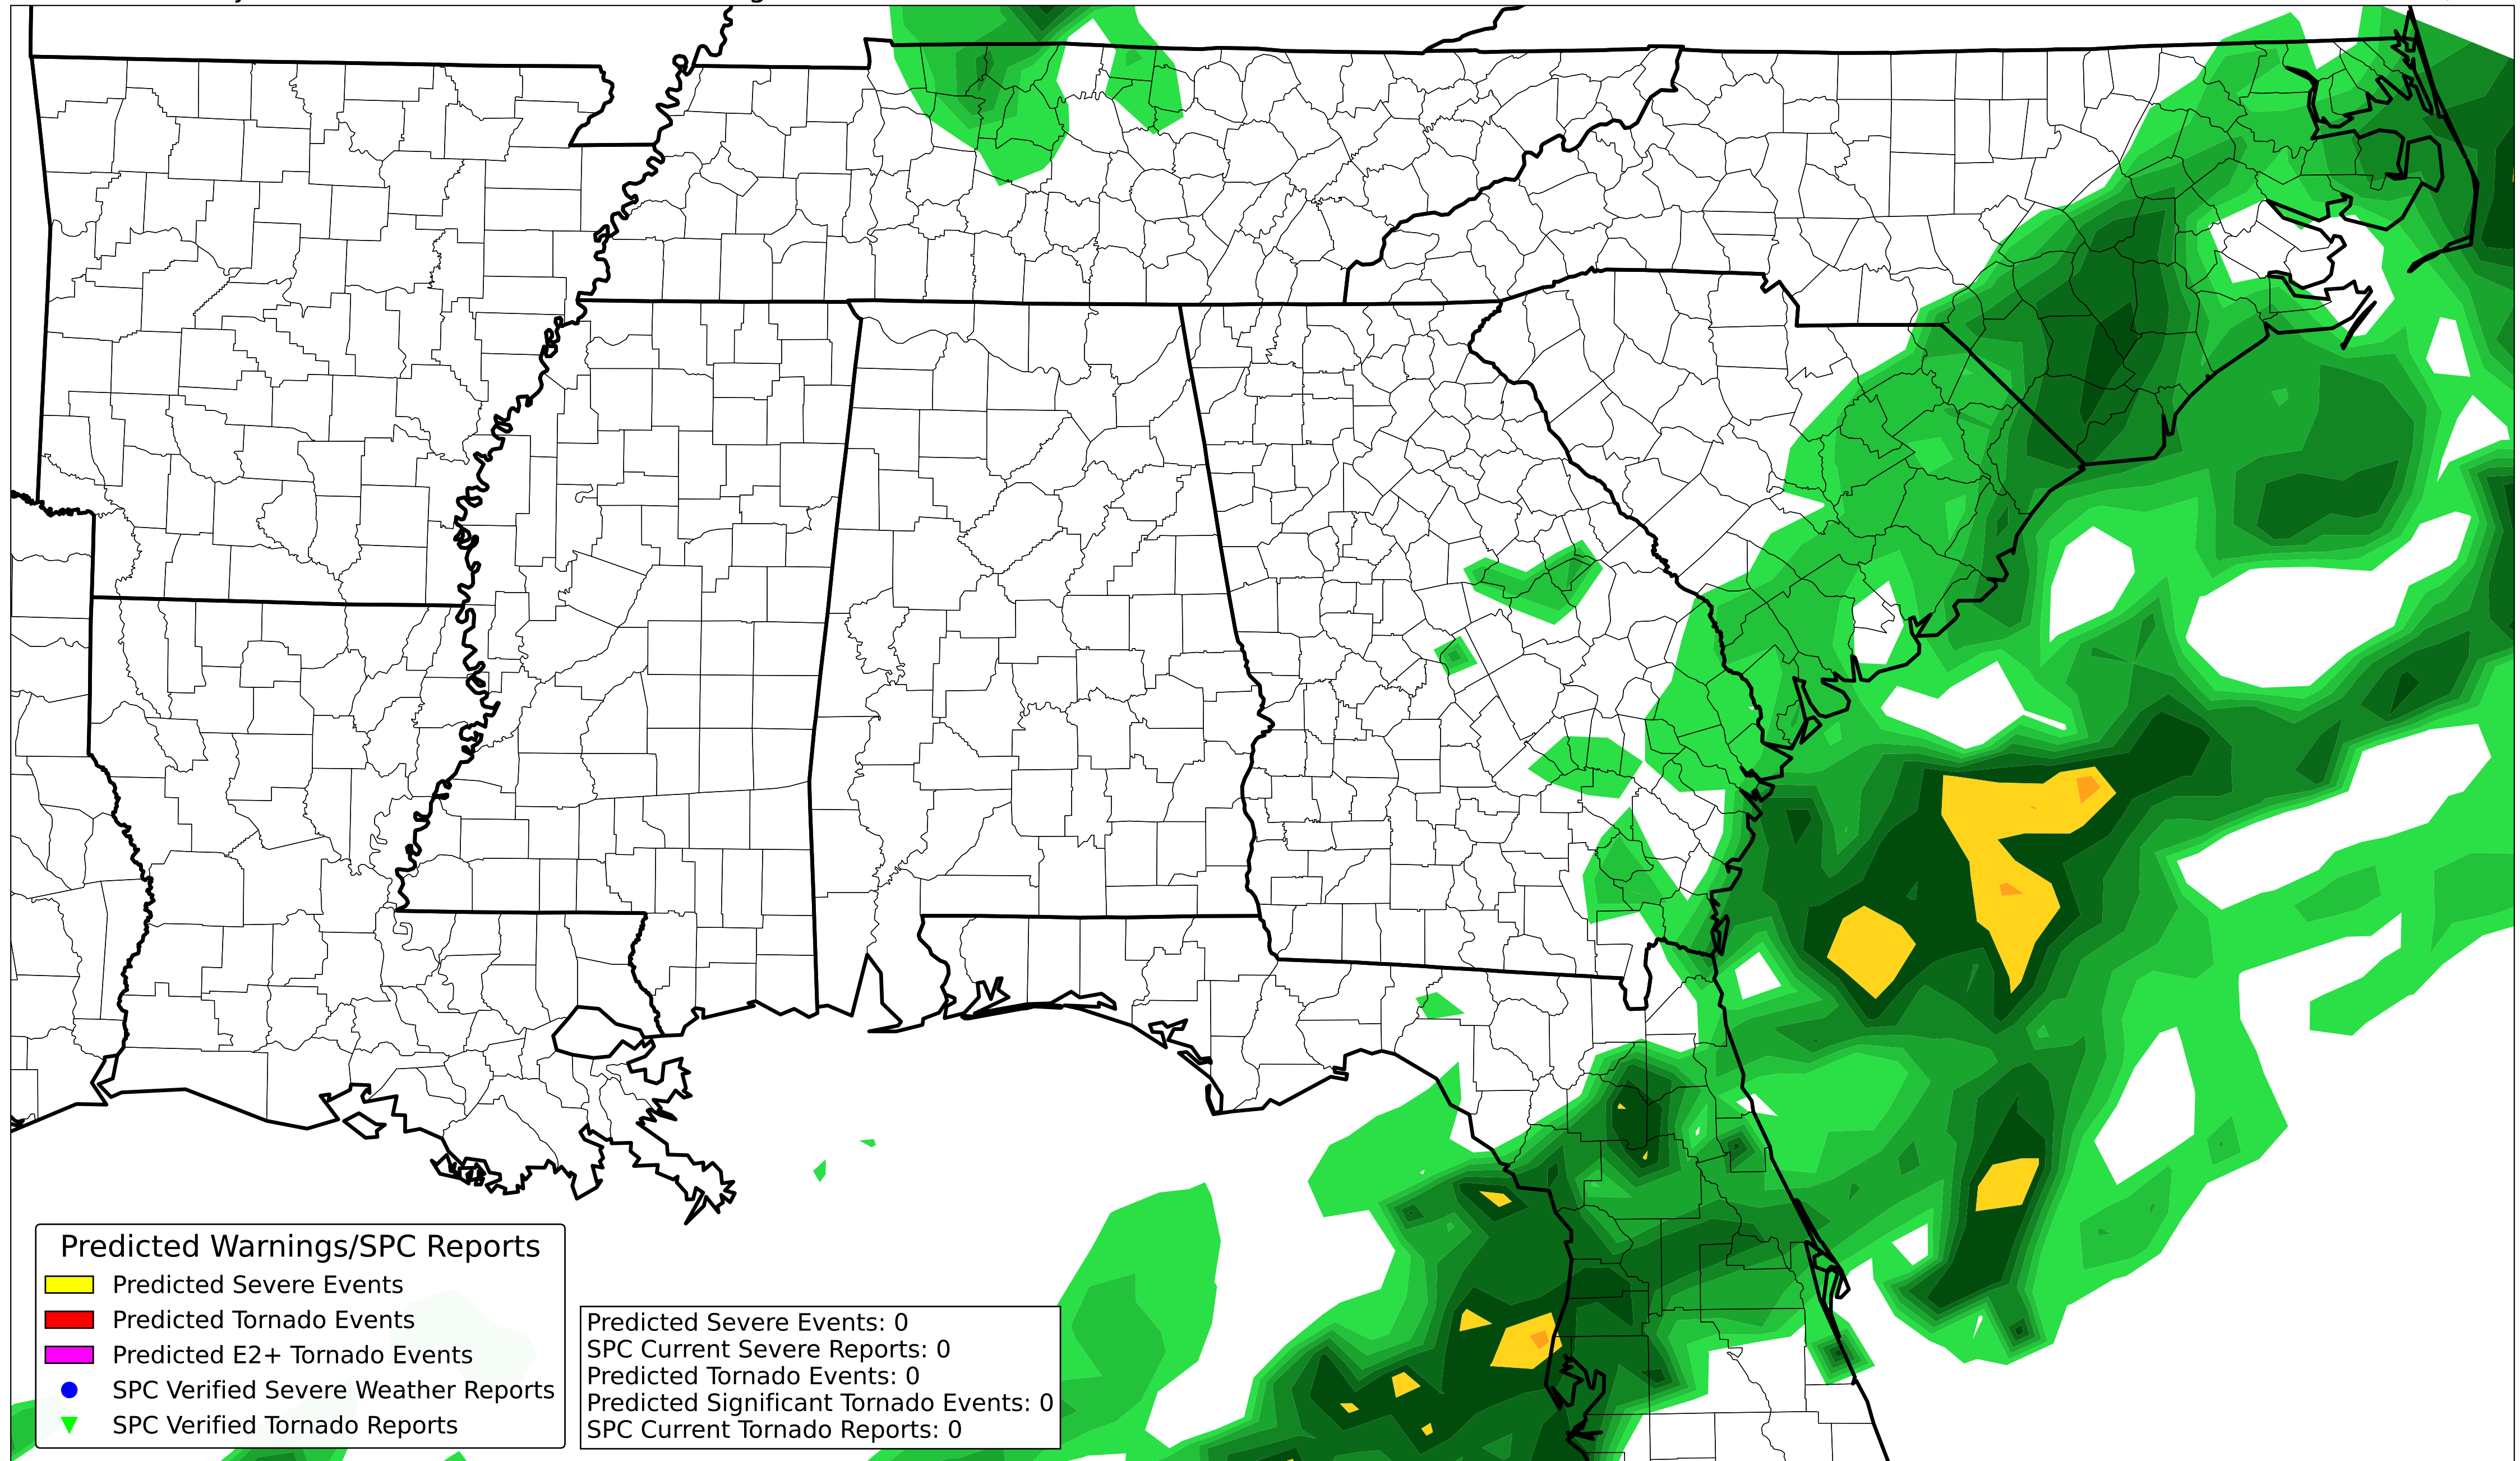 Predicted Warnings/SPC Reports
Predicted Severe Events
Predicted Tornado Events
Predicted E2+ Tornado Events
SPC Verified Severe Weather Reports
SPC Verified Tornado Reports
Predicted Severe Events: 0
SPC Current Severe Reports: 0
Predicted Tornado Events: 0
Predicted Significant Tornado Events: 0
SPC Current Tornado Reports: 0